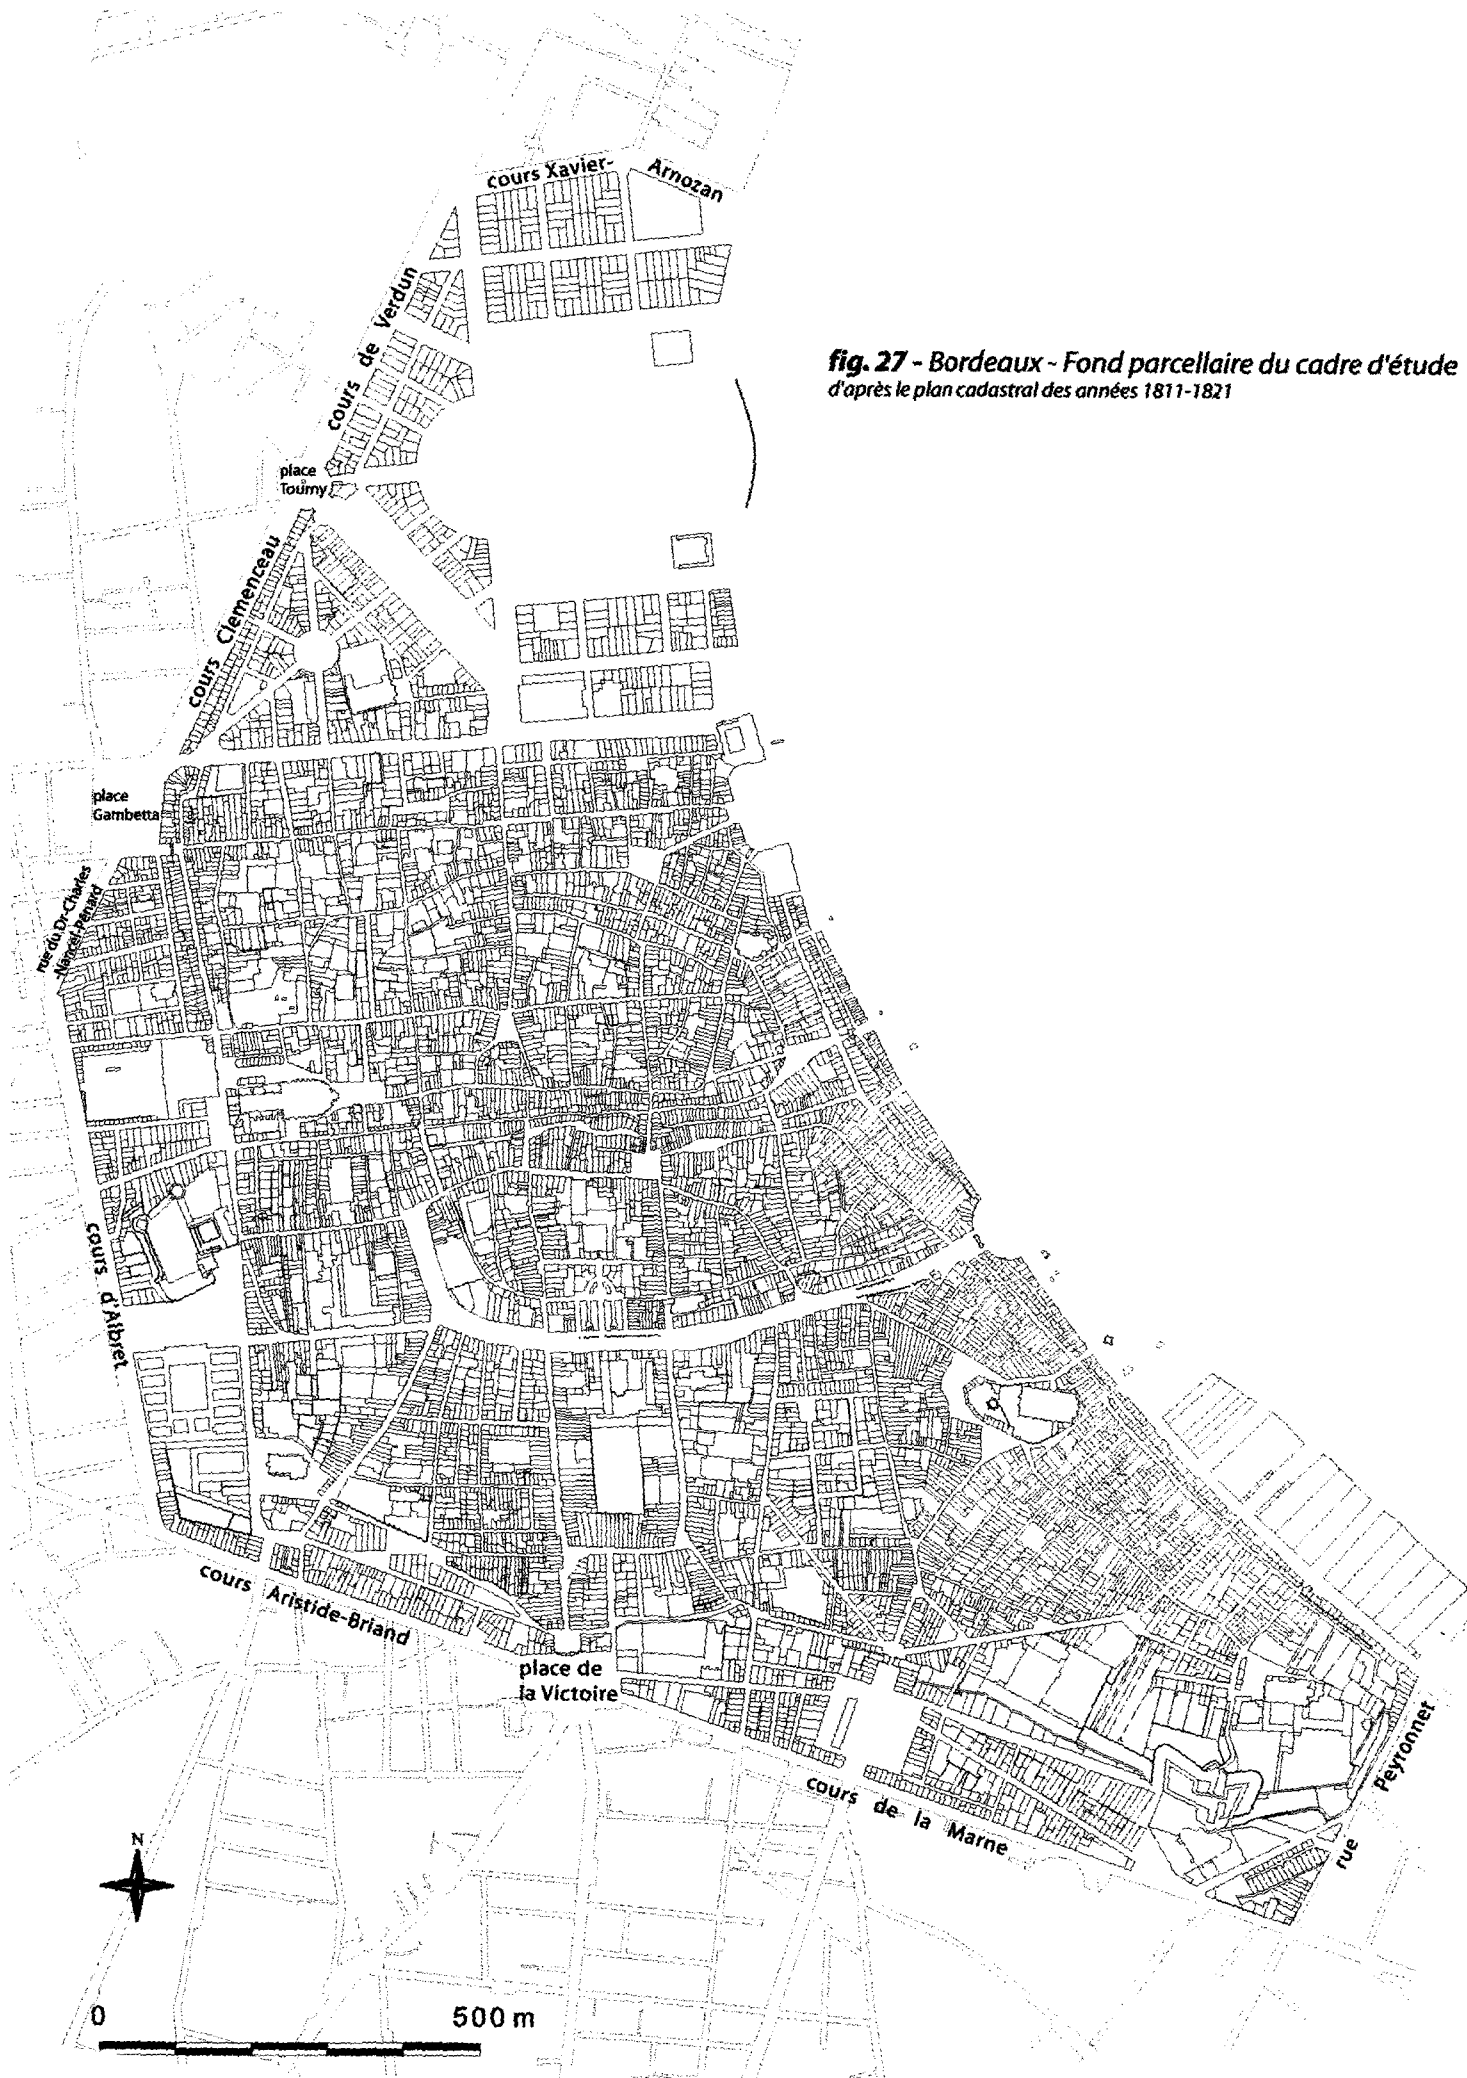 cours Xavier-Arnozan
cours de Verdun
fig. 27 - Bordeaux - Fond parcellaire du cadre d'étude
d'après le plan cadastral des années 1811-1821
place
Tourny
cours Clemenceau
place
Gambetta
rue du Dr-Charles
-Nancel-Penard
cours d'Albret
cours Aristide-Briand
place de
la Victoire
cours de la Marne
rue Peyronnet
N
0 500 m